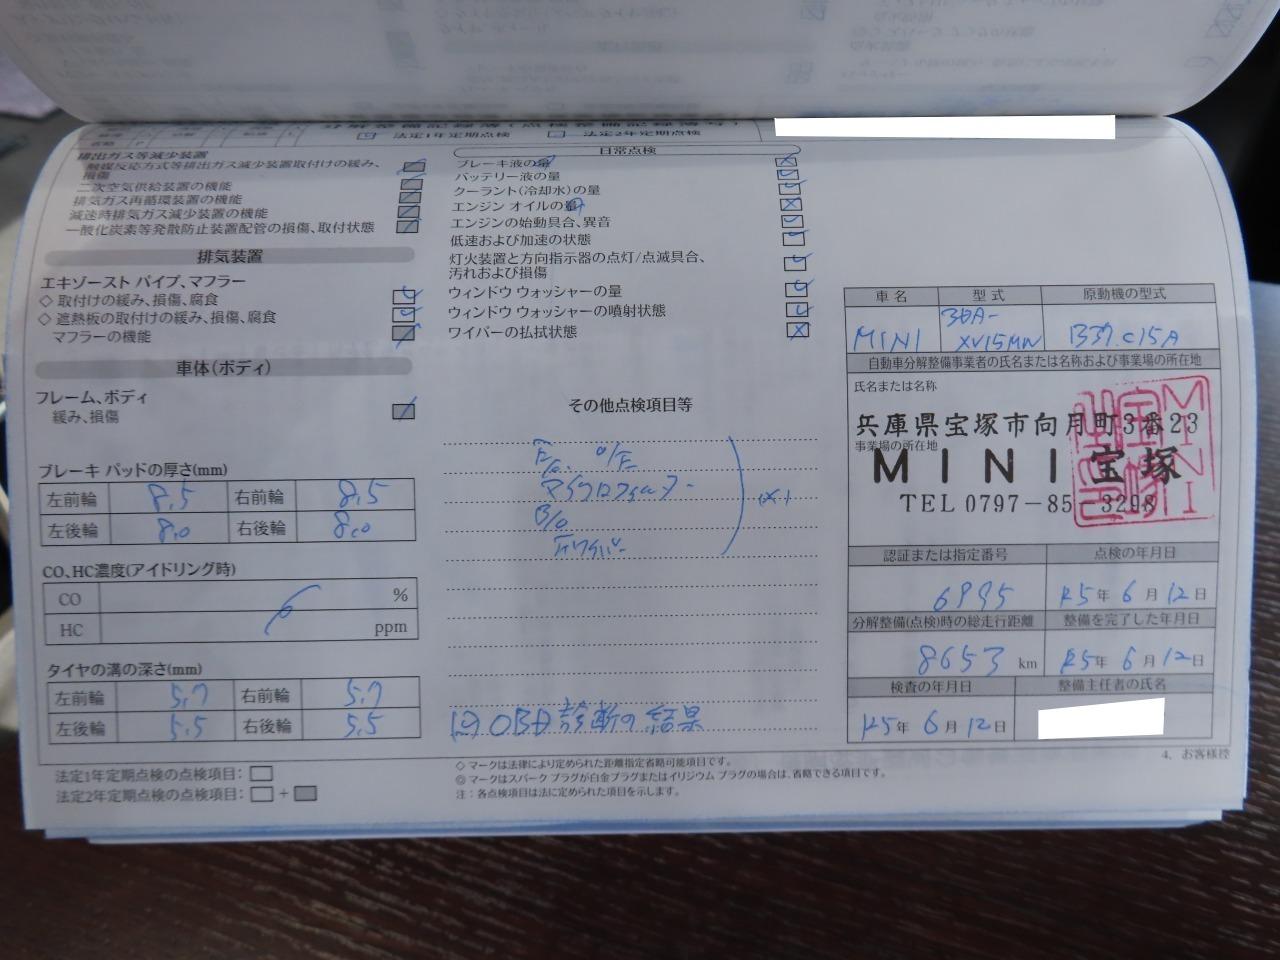 分解整備記録簿(点検整備記録簿写)
法定1年定期点検 法定2年定期点検
排出ガス等減少装置
触媒反応方式等排出ガス減少装置取付けの緩み、
損傷
二次空気供給装置の機能
排気ガス再循環装置の機能
減速時排気ガス減少装置の機能
一酸化炭素等発散防止装置配管の損傷、取付状態
排気装置
エキゾースト パイプ、マフラー
◇ 取付けの緩み、損傷、腐食
◇ 遮熱板の取付けの緩み、損傷、腐食
マフラーの機能
車体(ボディ)
フレーム、ボディ
緩み、損傷
ブレーキ パッドの厚さ(mm)
左前輪 8,5 右前輪 8,5
左後輪 8,0 右後輪 8,0
CO、HC濃度(アイドリング時)
CO %
HC ppm
タイヤの溝の深さ(mm)
左前輪 5,7 右前輪 5,7
左後輪 5,5 右後輪 5,5
法定1年定期点検の点検項目:
法定2年定期点検の点検項目: +
日常点検
ブレーキ液の量
バッテリー液の量
クーラント(冷却水)の量
エンジン オイルの量
エンジンの始動具合、異音
低速および加速の状態
灯火装置と方向指示器の点灯/点滅具合、
汚れおよび損傷
ウィンドウ ウォッシャーの量
ウィンドウ ウォッシャーの噴射状態
ワイパーの払拭状態
その他点検項目等
E/O. O/E
マイクロフィルター
B/O
(X)
OBD診断の結果
◇ マークは法律により定められた距離指定省略可能項目です。
◎ マークはスパーク プラグが白金プラグまたはイリジウム プラグの場合は、省略できる項目です。
注:各点検項目は法に定められた項目を示します。
車名 型式 原動機の型式
MINI 3BA-
XV15MW B37.C15A
自動車分解整備事業者の氏名または名称および事業場の所在地
氏名または名称
兵庫県宝塚市向月町3番23
事業場の所在地
MINI宝塚
TEL 0797-85-3298
MINI
宝塚
認証または指定番号 点検の年月日
6995 R5年 6月12日
分解整備(点検)時の総走行距離 整備を完了した年月日
8653 km R5年 6月12日
検査の年月日 整備主任者の氏名
R5年 6月12日
4. お客様控